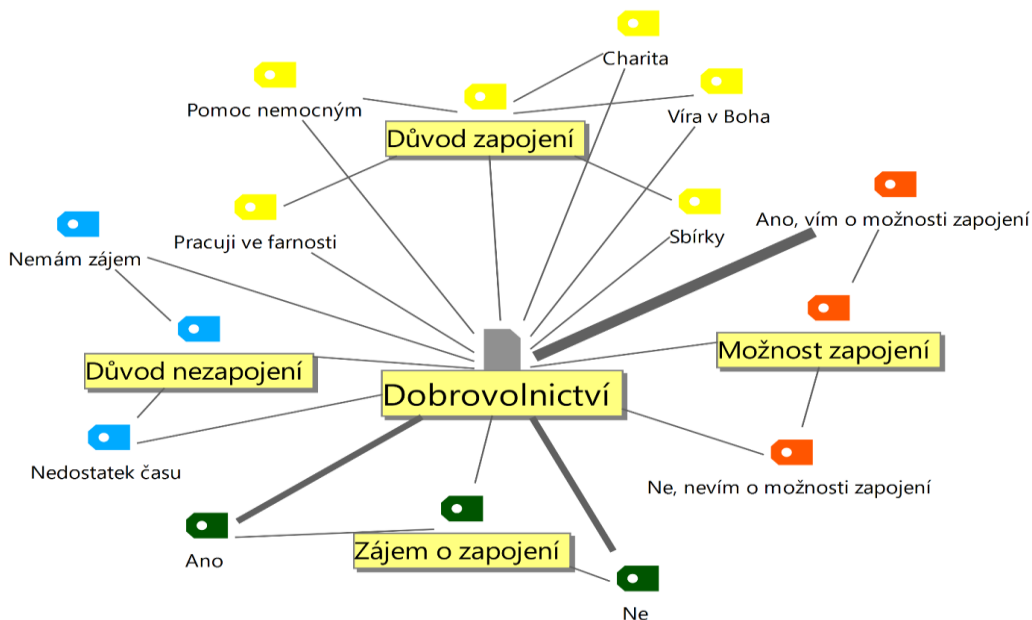 Charita
Pomoc nemocným
Víra v Boha
Důvod zapojení
Ano, vím o možnosti zapojení
Pracuji ve farnosti
Sbírky
Nemám zájem
Možnost zapojení
Důvod nezapojení
Dobrovolnictví
Nedostatek času
Ne, nevím o možnosti zapojení
Zájem o zapojení
Ano
Ne